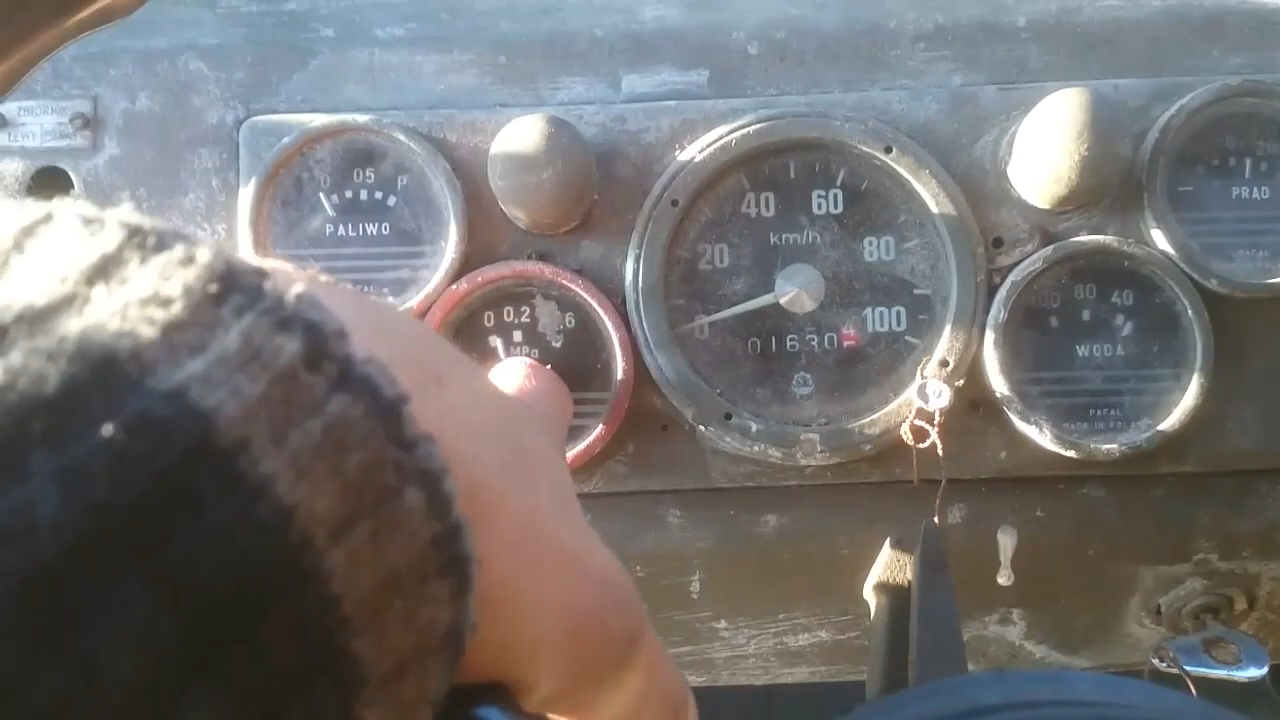 ZBIORNIK
LEWY
0 05 P
PALIWO
0 0,2 6
MPa
0 20 40 60 80 100
km/h
01630
100 80 40
WODA
PAFAL
MADE IN POLAND
PRĄD